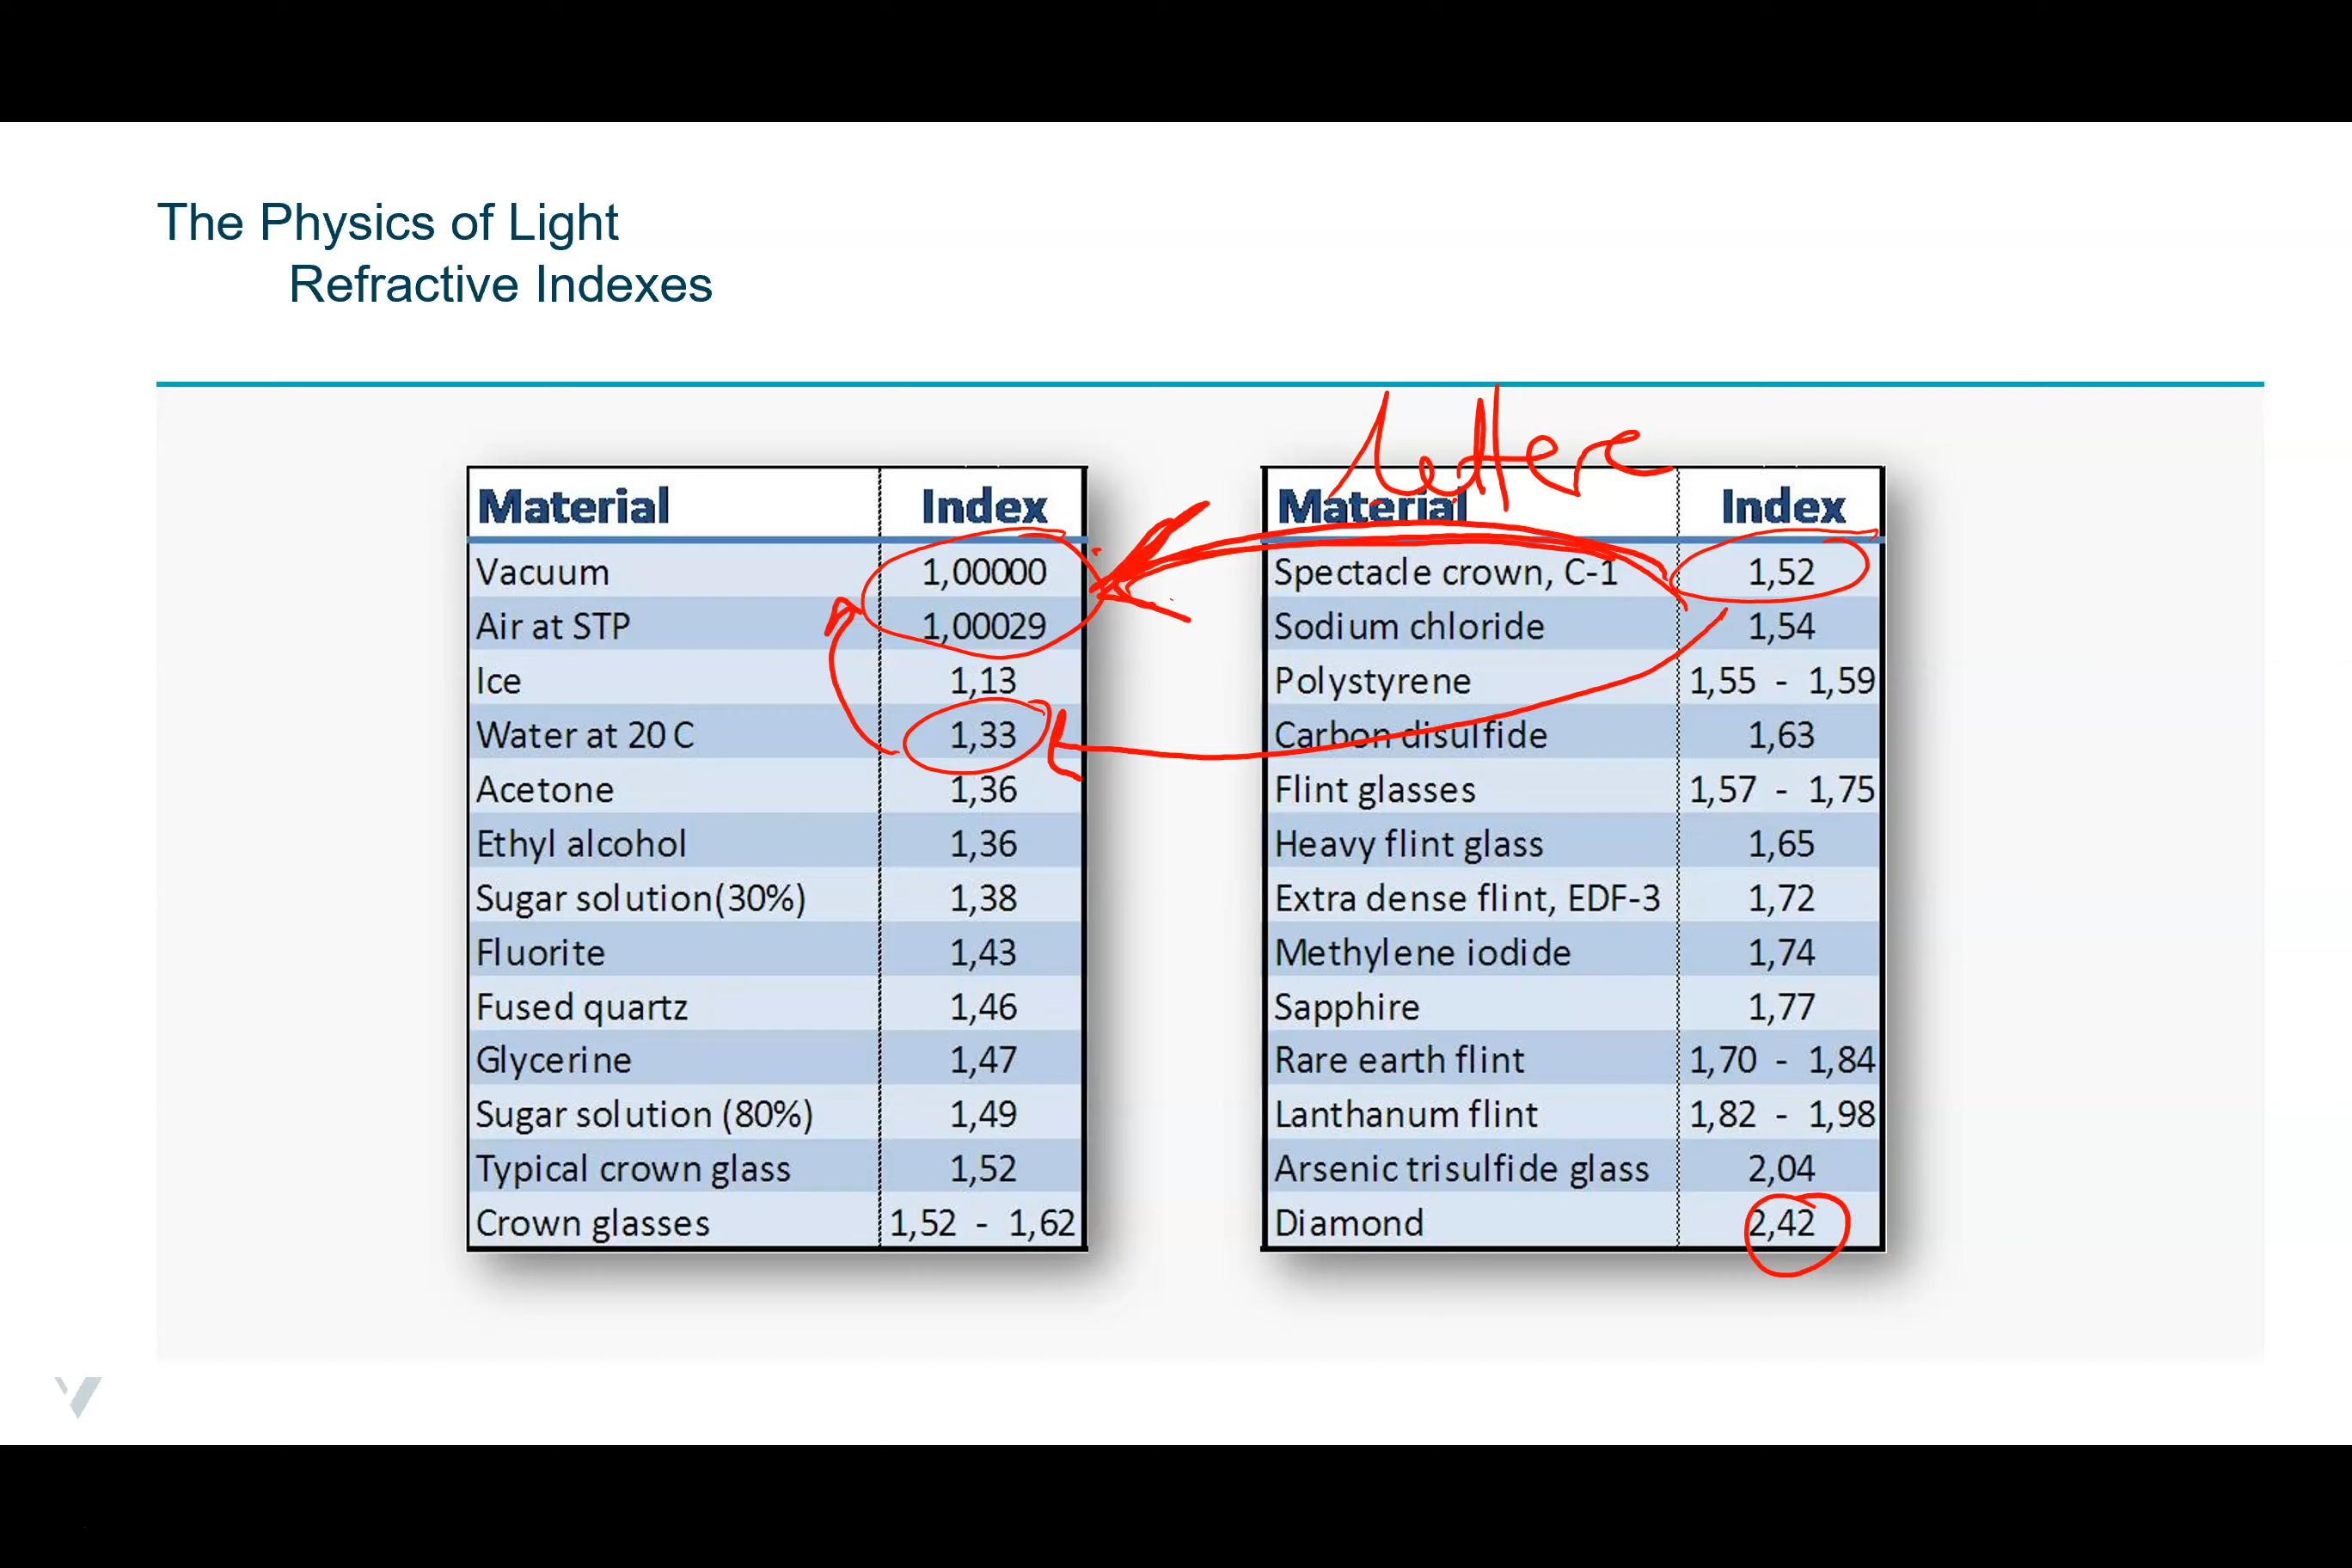 The Physics of Light
Refractive Indexes
Material Index
Vacuum 1,00000
Air at STP 1,00029
Ice 1,13
Water at 20 C 1,33
Acetone 1,36
Ethyl alcohol 1,36
Sugar solution(30%) 1,38
Fluorite 1,43
Fused quartz 1,46
Glycerine 1,47
Sugar solution (80%) 1,49
Typical crown glass 1,52
Crown glasses 1,52 - 1,62
Material Index
Spectacle crown, C-1 1,52
Sodium chloride 1,54
Polystyrene 1,55 - 1,59
Carbon disulfide 1,63
Flint glasses 1,57 - 1,75
Heavy flint glass 1,65
Extra dense flint, EDF-3 1,72
Methylene iodide 1,74
Sapphire 1,77
Rare earth flint 1,70 - 1,84
Lanthanum flint 1,82 - 1,98
Arsenic trisulfide glass 2,04
Diamond 2,42